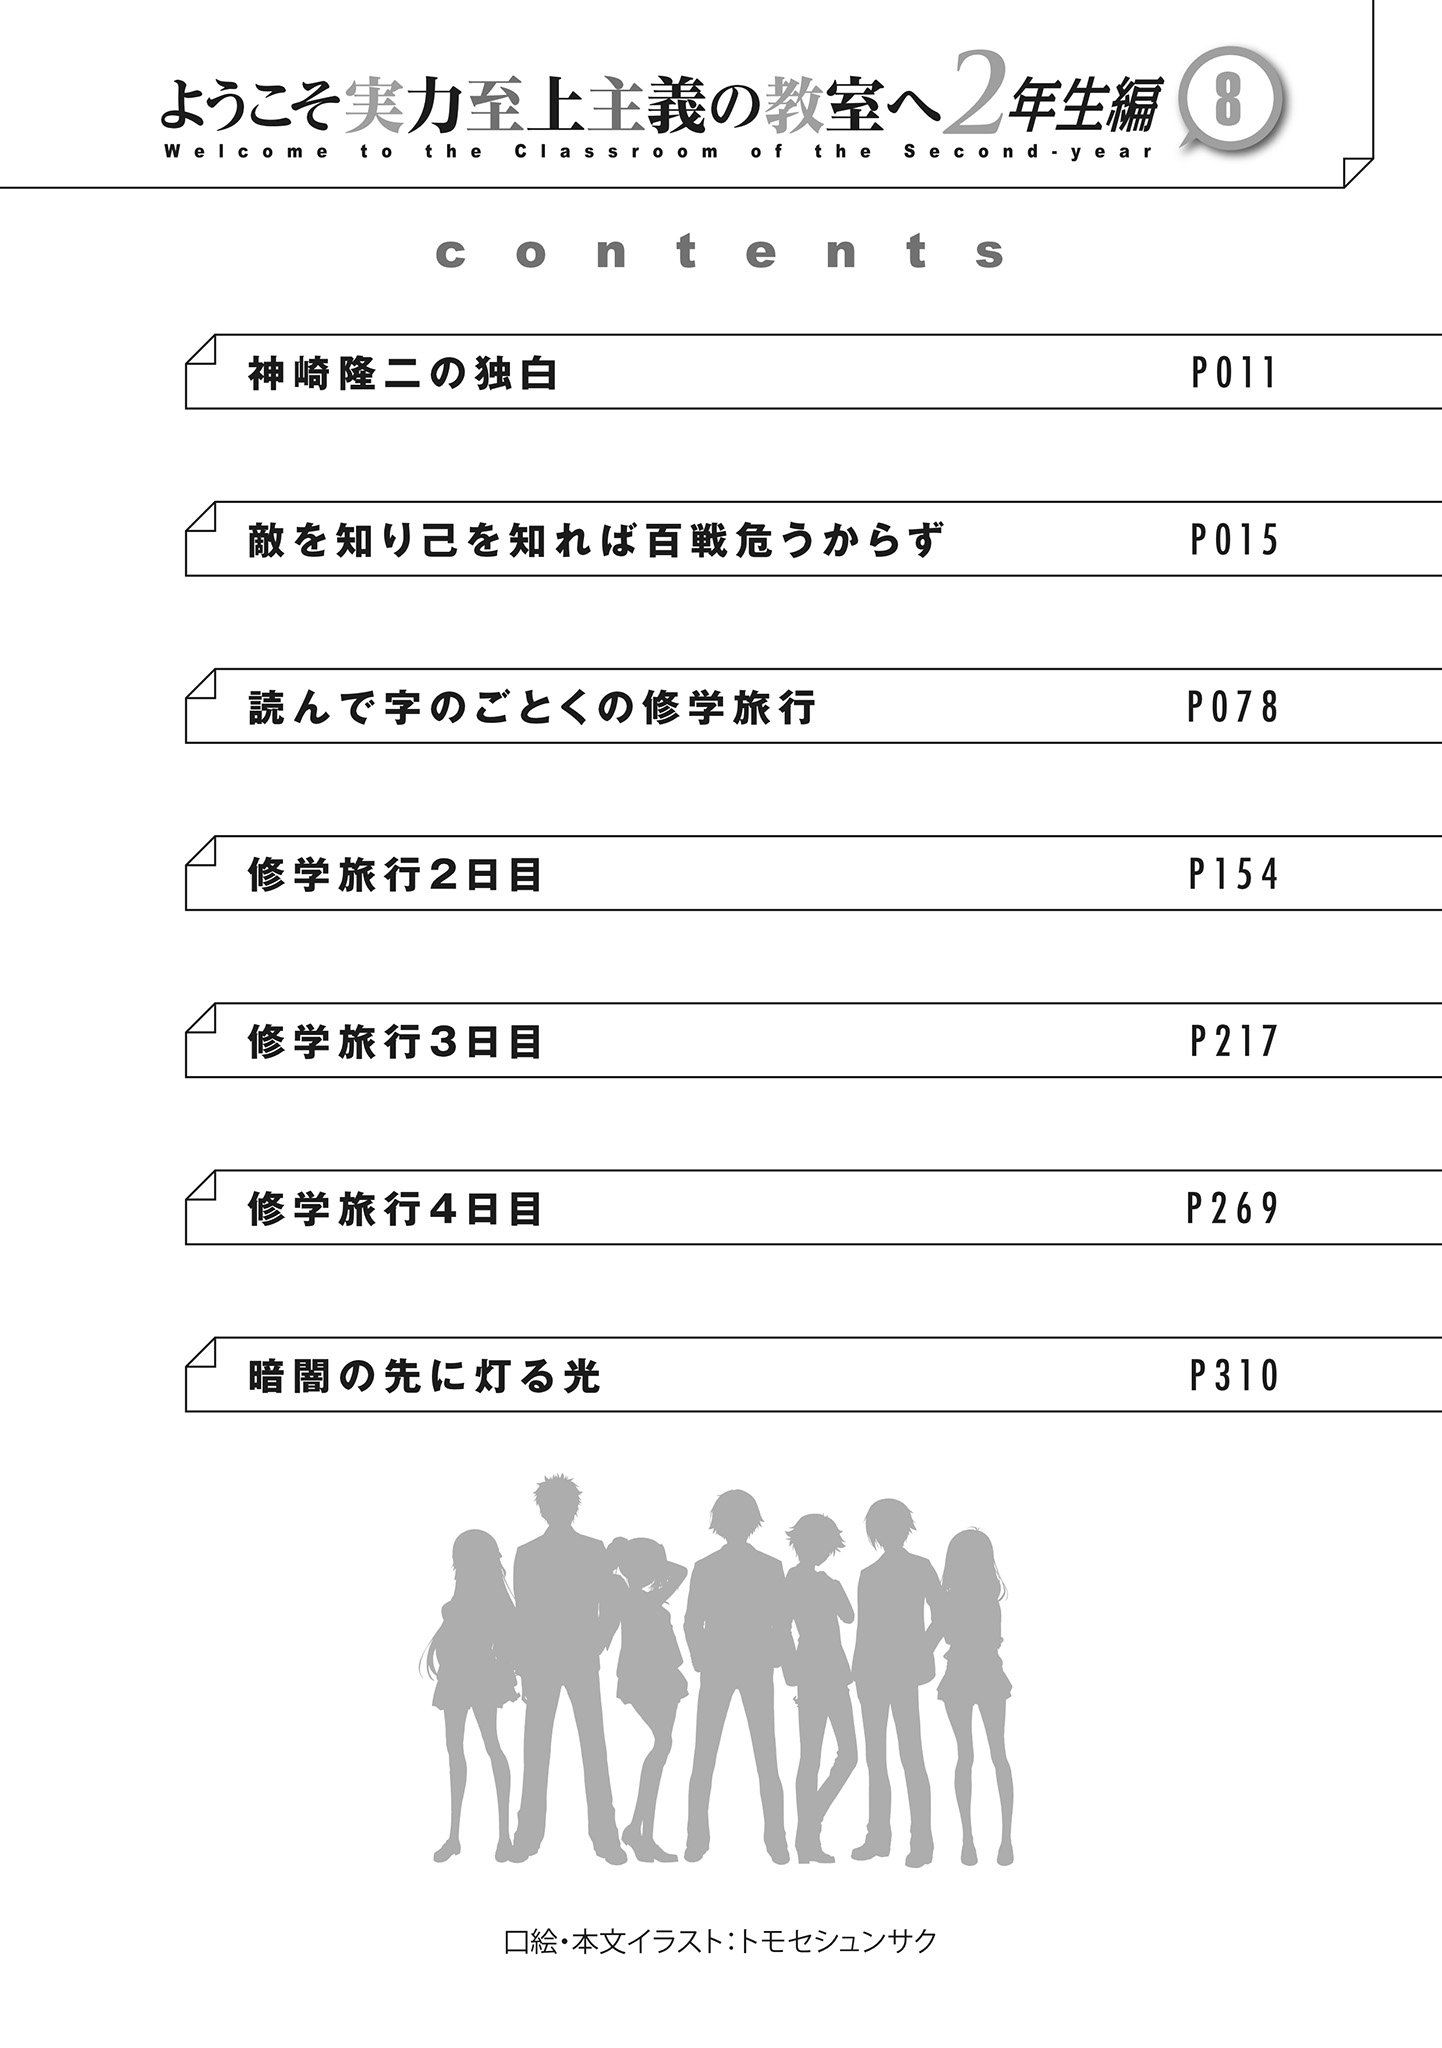 ようこそ実力至上主義の教室へ2年生編 8
Welcome to the Classroom of the Second-year
contents
神崎隆二の独白 P011
敵を知り己を知れば百戦危うからず P015
読んで字のごとくの修学旅行 P078
修学旅行2日目 P154
修学旅行3日目 P217
修学旅行4日目 P269
暗闇の先に灯る光 P310
口絵・本文イラスト：トモセシュンサク